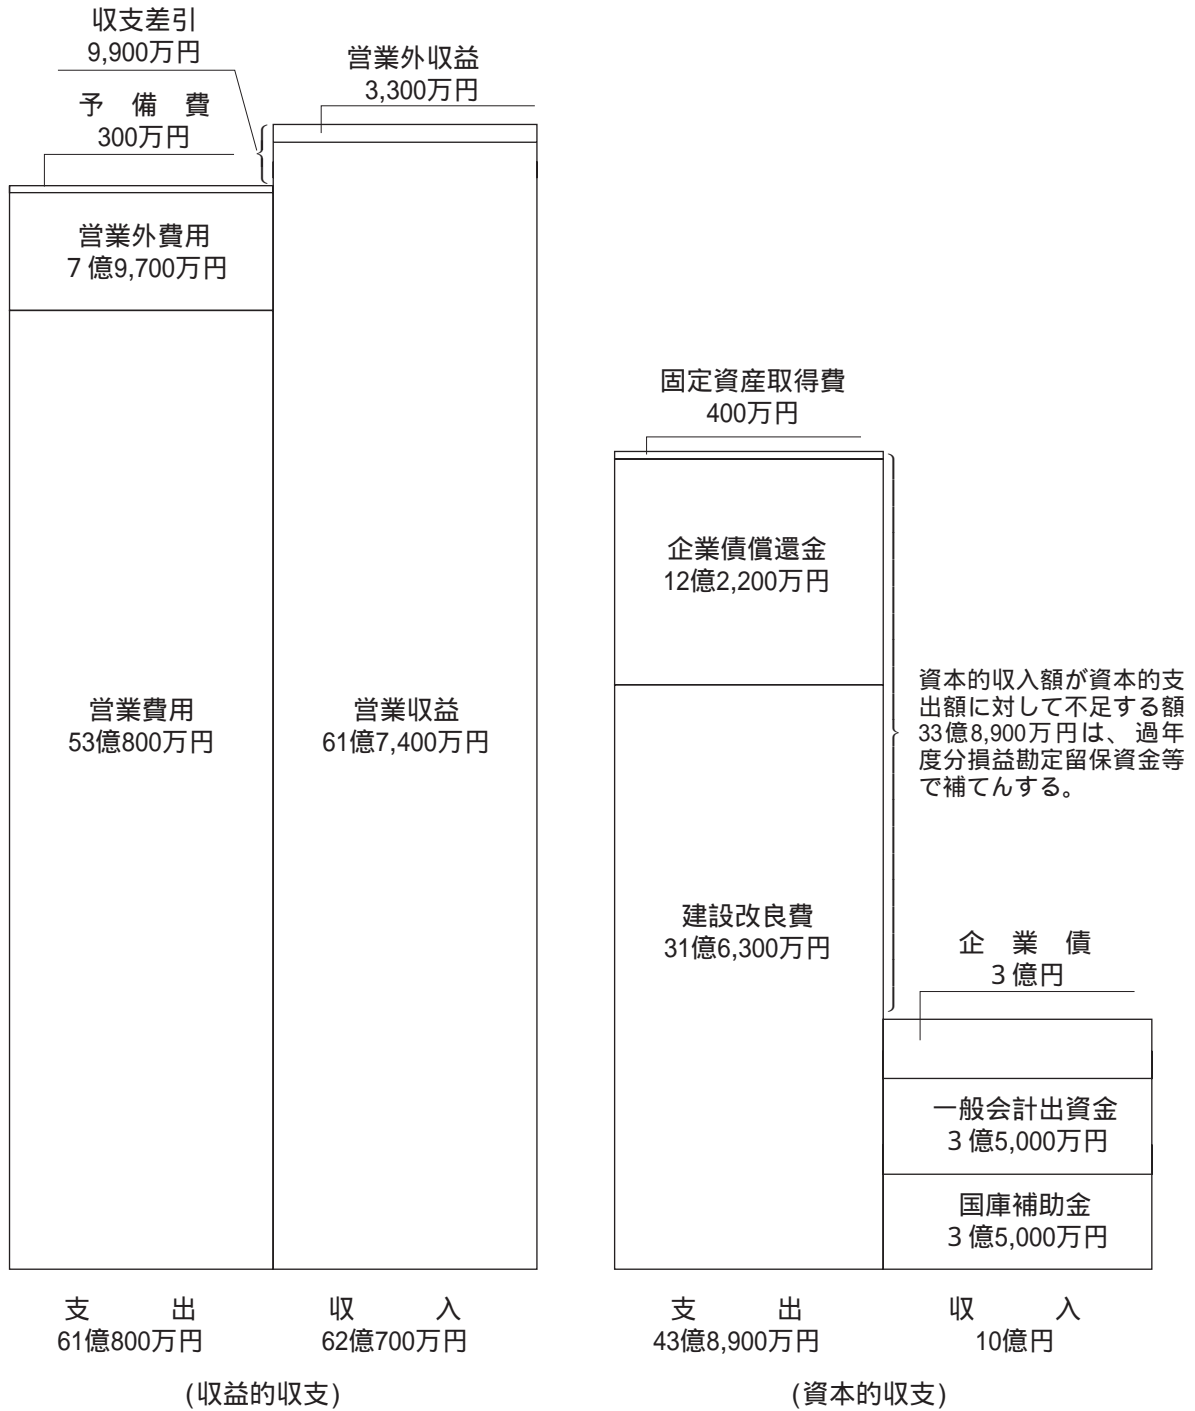 収支差引
9,900万円
予備費
300万円
営業外収益
3,300万円
営業外費用
7億9,700万円
営業費用
53億800万円
営業収益
61億7,400万円
支出
61億800万円
収入
62億700万円
(収益的収支)
固定資産取得費
400万円
企業債償還金
12億2,200万円
建設改良費
31億6,300万円
資本的収入額が資本的支
出額に対して不足する額
33億8,900万円は、過年
度分損益勘定留保資金等
で補てんする。
企業債
3億円
一般会計出資金
3億5,000万円
国庫補助金
3億5,000万円
支出
43億8,900万円
収入
10億円
(資本的収支)